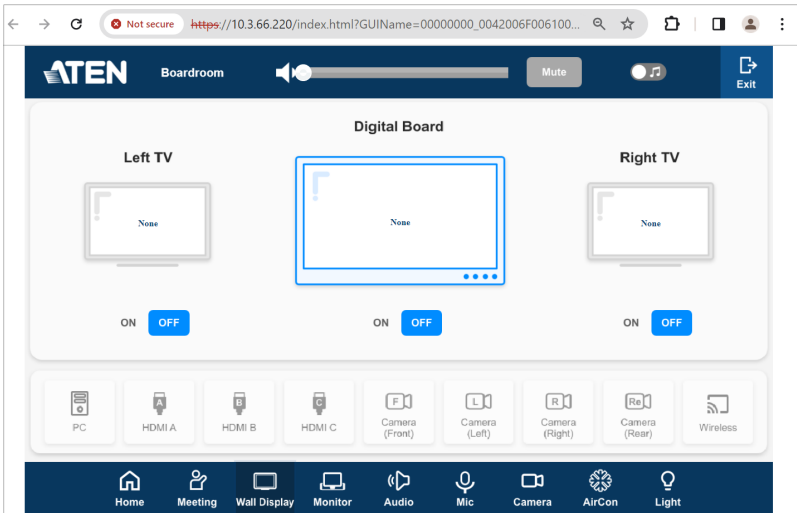 Not secure https://10.3.66.220/index.html?GUIName=00000000_0042006F006100...
ATEN Boardroom Mute Exit
Digital Board
Left TV
Right TV
None
None
None
ON OFF
ON OFF
ON OFF
PC
A
HDMI A
B
HDMI B
C
HDMI C
F
Camera
(Front)
L
Camera
(Left)
R
Camera
(Right)
Re
Camera
(Rear)
Wireless
Home Meeting Wall Display Monitor Audio Mic Camera AirCon Light